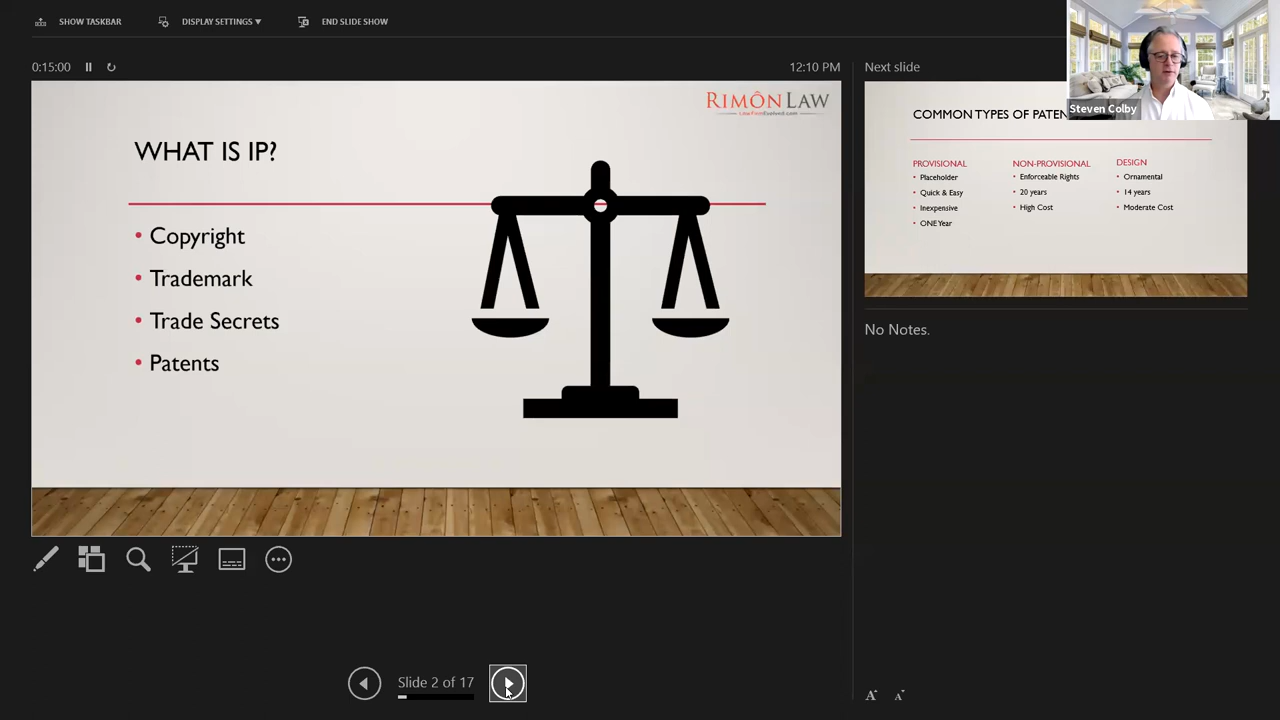 SHOW TASKBAR
DISPLAY SETTINGS
END SLIDE SHOW
0:15:00
12:10 PM
RIMÔN LAW
LawFirmEvolved.com
WHAT IS IP?
• Copyright
• Trademark
• Trade Secrets
• Patents
Slide 2 of 17
Next slide
Steven Colby
COMMON TYPES OF
PROVISIONAL
• Placeholder
• Quick & Easy
• Inexpensive
• ONE Year
NON-PROVISIONAL
• Enforceable Rights
• 20 years
• High Cost
DESIGN
• Ornamental
• 14 years
• Moderate Cost
No Notes.
A A